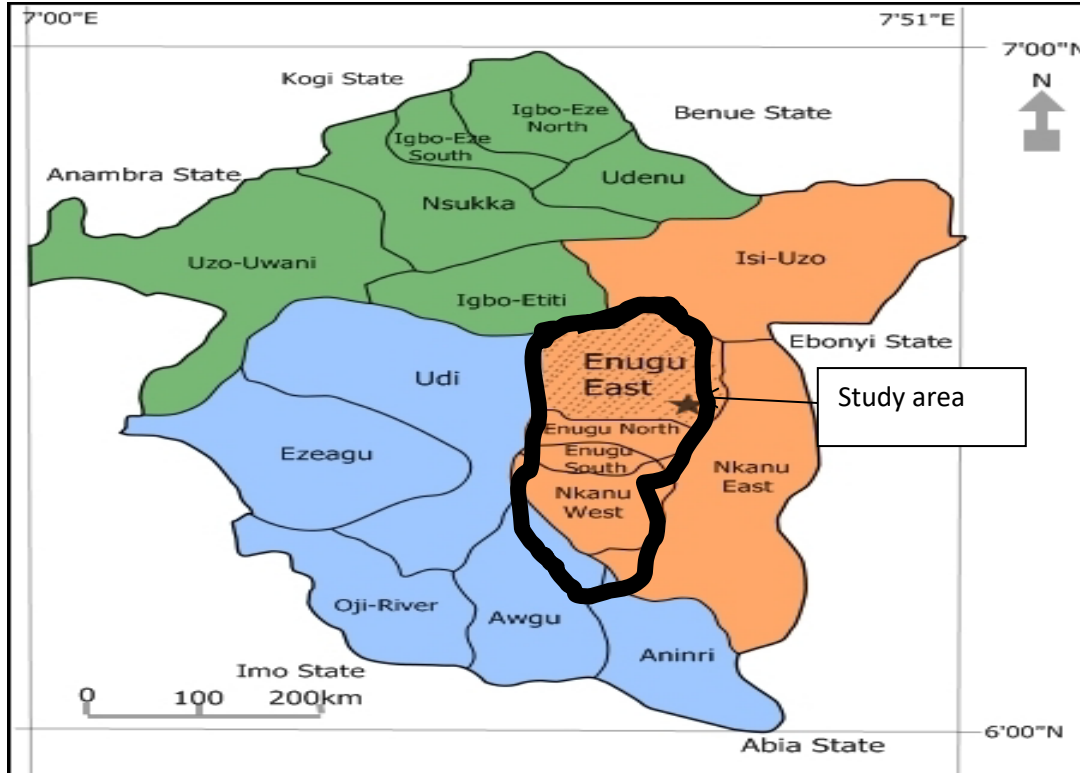 7'00"E
7'51"E
7'00"N
N
Kogi State
Benue State
Igbo-Eze
North
Igbo-Eze
South
Anambra State
Udenu
Nsukka
Uzo-Uwani
Isi-Uzo
Igbo-Etiti
Ebonyi State
Enugu
East
Udi
Study area
Enugu North
Enugu
South
Ezeagu
Nkanu
East
Nkanu
West
Oji-River
Awgu
Aninri
Imo State
0 100 200km
6'00"N
Abia State